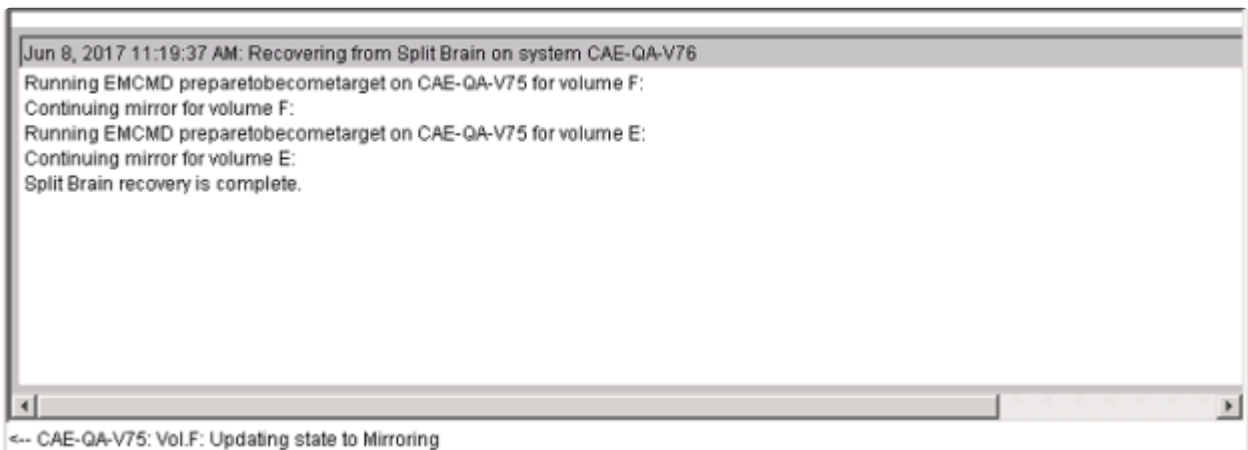 Jun 8, 2017 11:19:37 AM: Recovering from Split Brain on system CAE-QA-V76
Running EMCMD preparetobecometarget on CAE-QA-V75 for volume F:
Continuing mirror for volume F:
Running EMCMD preparetobecometarget on CAE-QA-V75 for volume E:
Continuing mirror for volume E:
Split Brain recovery is complete.
<-- CAE-QA-V75: Vol.F: Updating state to Mirroring